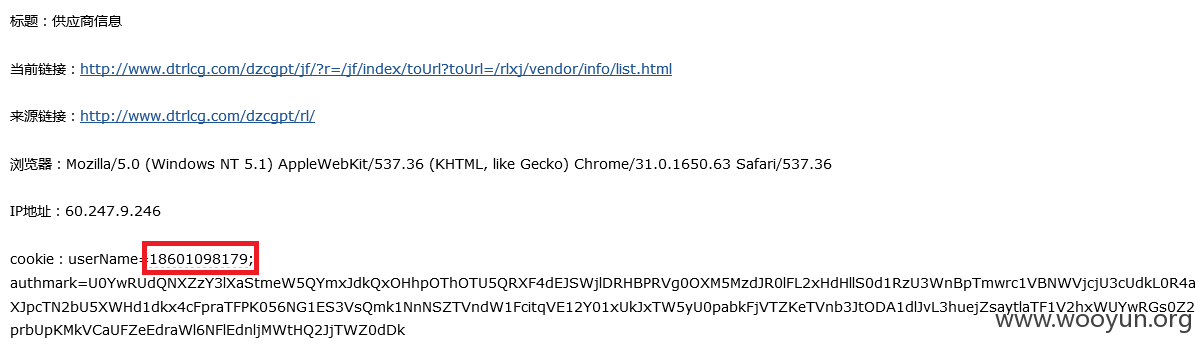 标题：供应商信息
当前链接：http://www.dtrlcg.com/dzcgpt/jf/?r=/jf/index/toUrl?toUrl=/rlxj/vendor/info/list.html
来源链接：http://www.dtrlcg.com/dzcgpt/rl/
浏览器：Mozilla/5.0 (Windows NT 5.1) AppleWebKit/537.36 (KHTML, like Gecko) Chrome/31.0.1650.63 Safari/537.36
IP地址：60.247.9.246
cookie：userName=18601098179;
authmark=U0YwRUdQNXZzY3lXaStmeW5QYmxJdkQxOHhpOThOTU5QRXF4dEJSWjlDRHBPRVg0OXM5MzdJR0lFL2xHdHllS0d1RzU3WnBpTmwrc1VBNWVjcjU3cUdkL0R4a
XJpcTN2bU5XWHd1dkx4cFpraTFPK056NG1ES3VsQmk1NnNSZTVndW1FcitqVE12Y01xUkJxTW5yU0pabkFjVTZKeTVnb3JtODA1dlJvL3huejZsaytlaTF1V2hxWUYwRGs0Z2
prbUpKMkVCaUFZeEdraWl6NFlEdnljMWtHQ2JjTWZ0dDk
www.wooyun.org